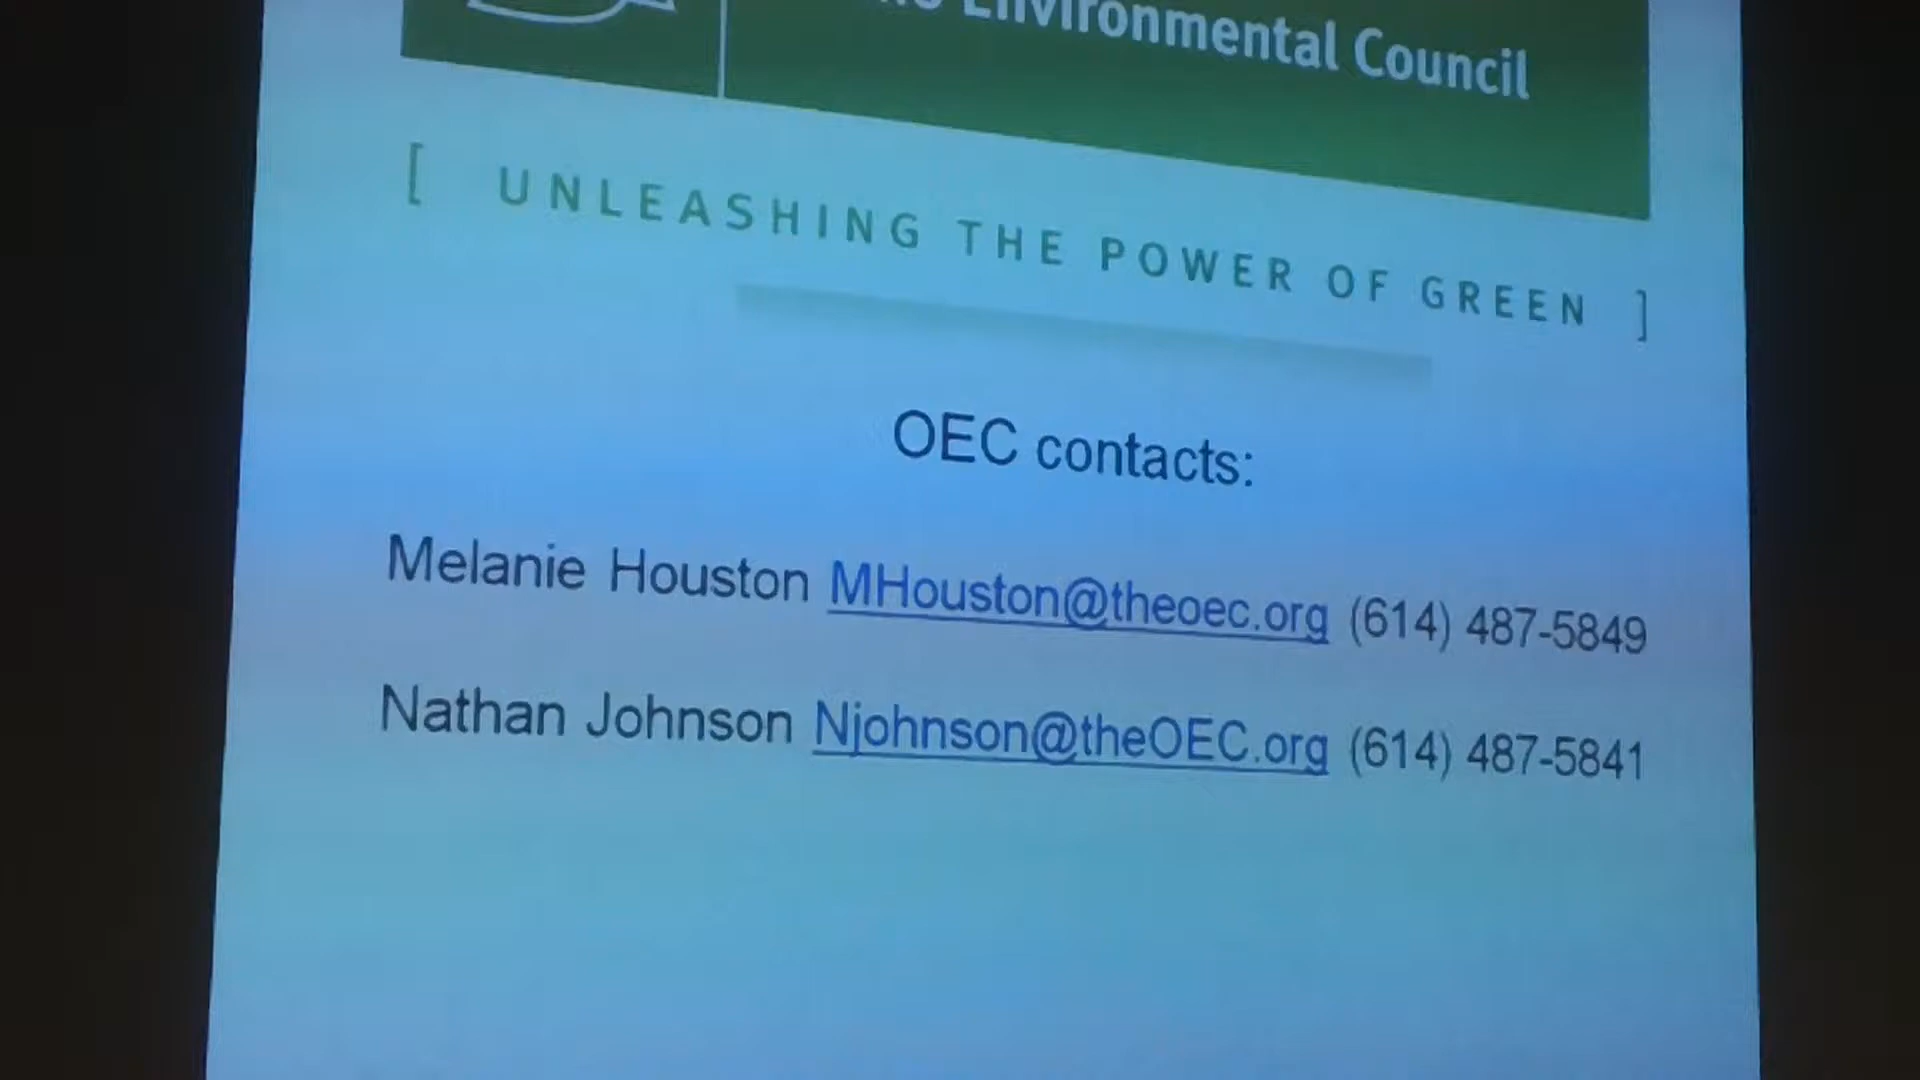 Environmental Council
[ UNLEASHING THE POWER OF GREEN ]
OEC contacts:
Melanie Houston MHouston@theoec.org (614) 487-5849
Nathan Johnson Njohnson@theOEC.org (614) 487-5841